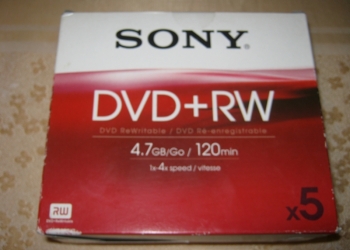 SONY®
DVD+RW
DVD ReWritable / DVD Ré-enregistrable
4.7GB/Go / 120min
1x-4x speed / vitesse
x5
RW